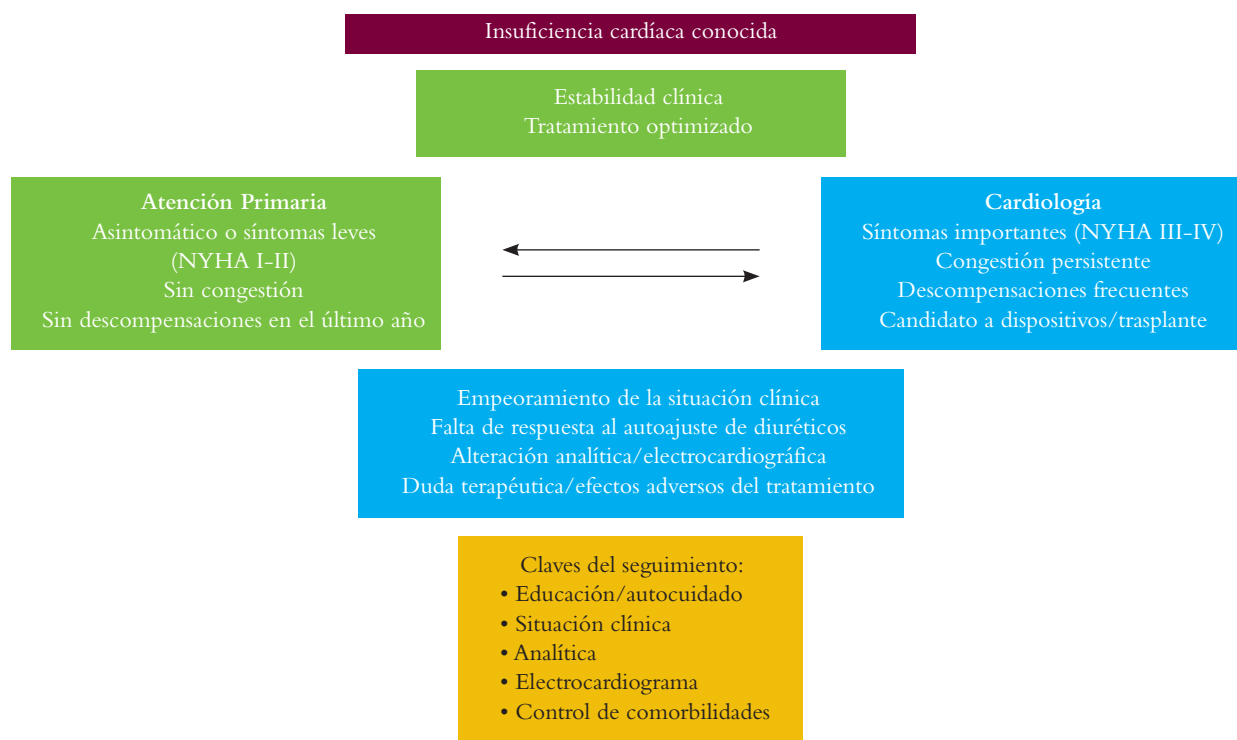 Insuficiencia cardíaca conocida
Estabilidad clínica
Tratamiento optimizado
Atención Primaria
Asintomático o síntomas leves
(NYHA I-II)
Sin congestión
Sin descompensaciones en el último año
Cardiología
Síntomas importantes (NYHA III-IV)
Congestión persistente
Descompensaciones frecuentes
Candidato a dispositivos/trasplante
Empeoramiento de la situación clínica
Falta de respuesta al autoajuste de diuréticos
Alteración analítica/electrocardiográfica
Duda terapéutica/efectos adversos del tratamiento
Claves del seguimiento:
• Educación/autocuidado
• Situación clínica
• Analítica
• Electrocardiograma
• Control de comorbilidades